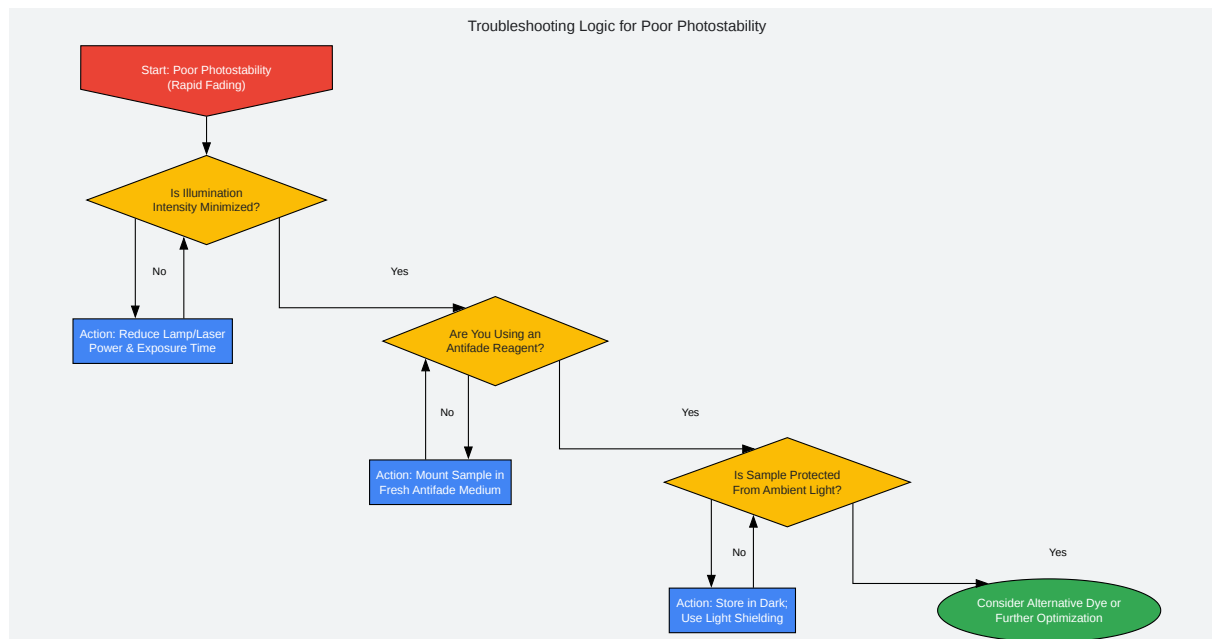 Troubleshooting Logic for Poor Photostability
Start: Poor Photostability
(Rapid Fading)
Is Illumination
Intensity Minimized?
No
Yes
Action: Reduce Lamp/Laser
Power & Exposure Time
Are You Using an
Antifade Reagent?
No
Yes
Action: Mount Sample in
Fresh Antifade Medium
Is Sample Protected
From Ambient Light?
No
Yes
Action: Store in Dark;
Use Light Shielding
Consider Alternative Dye or
Further Optimization